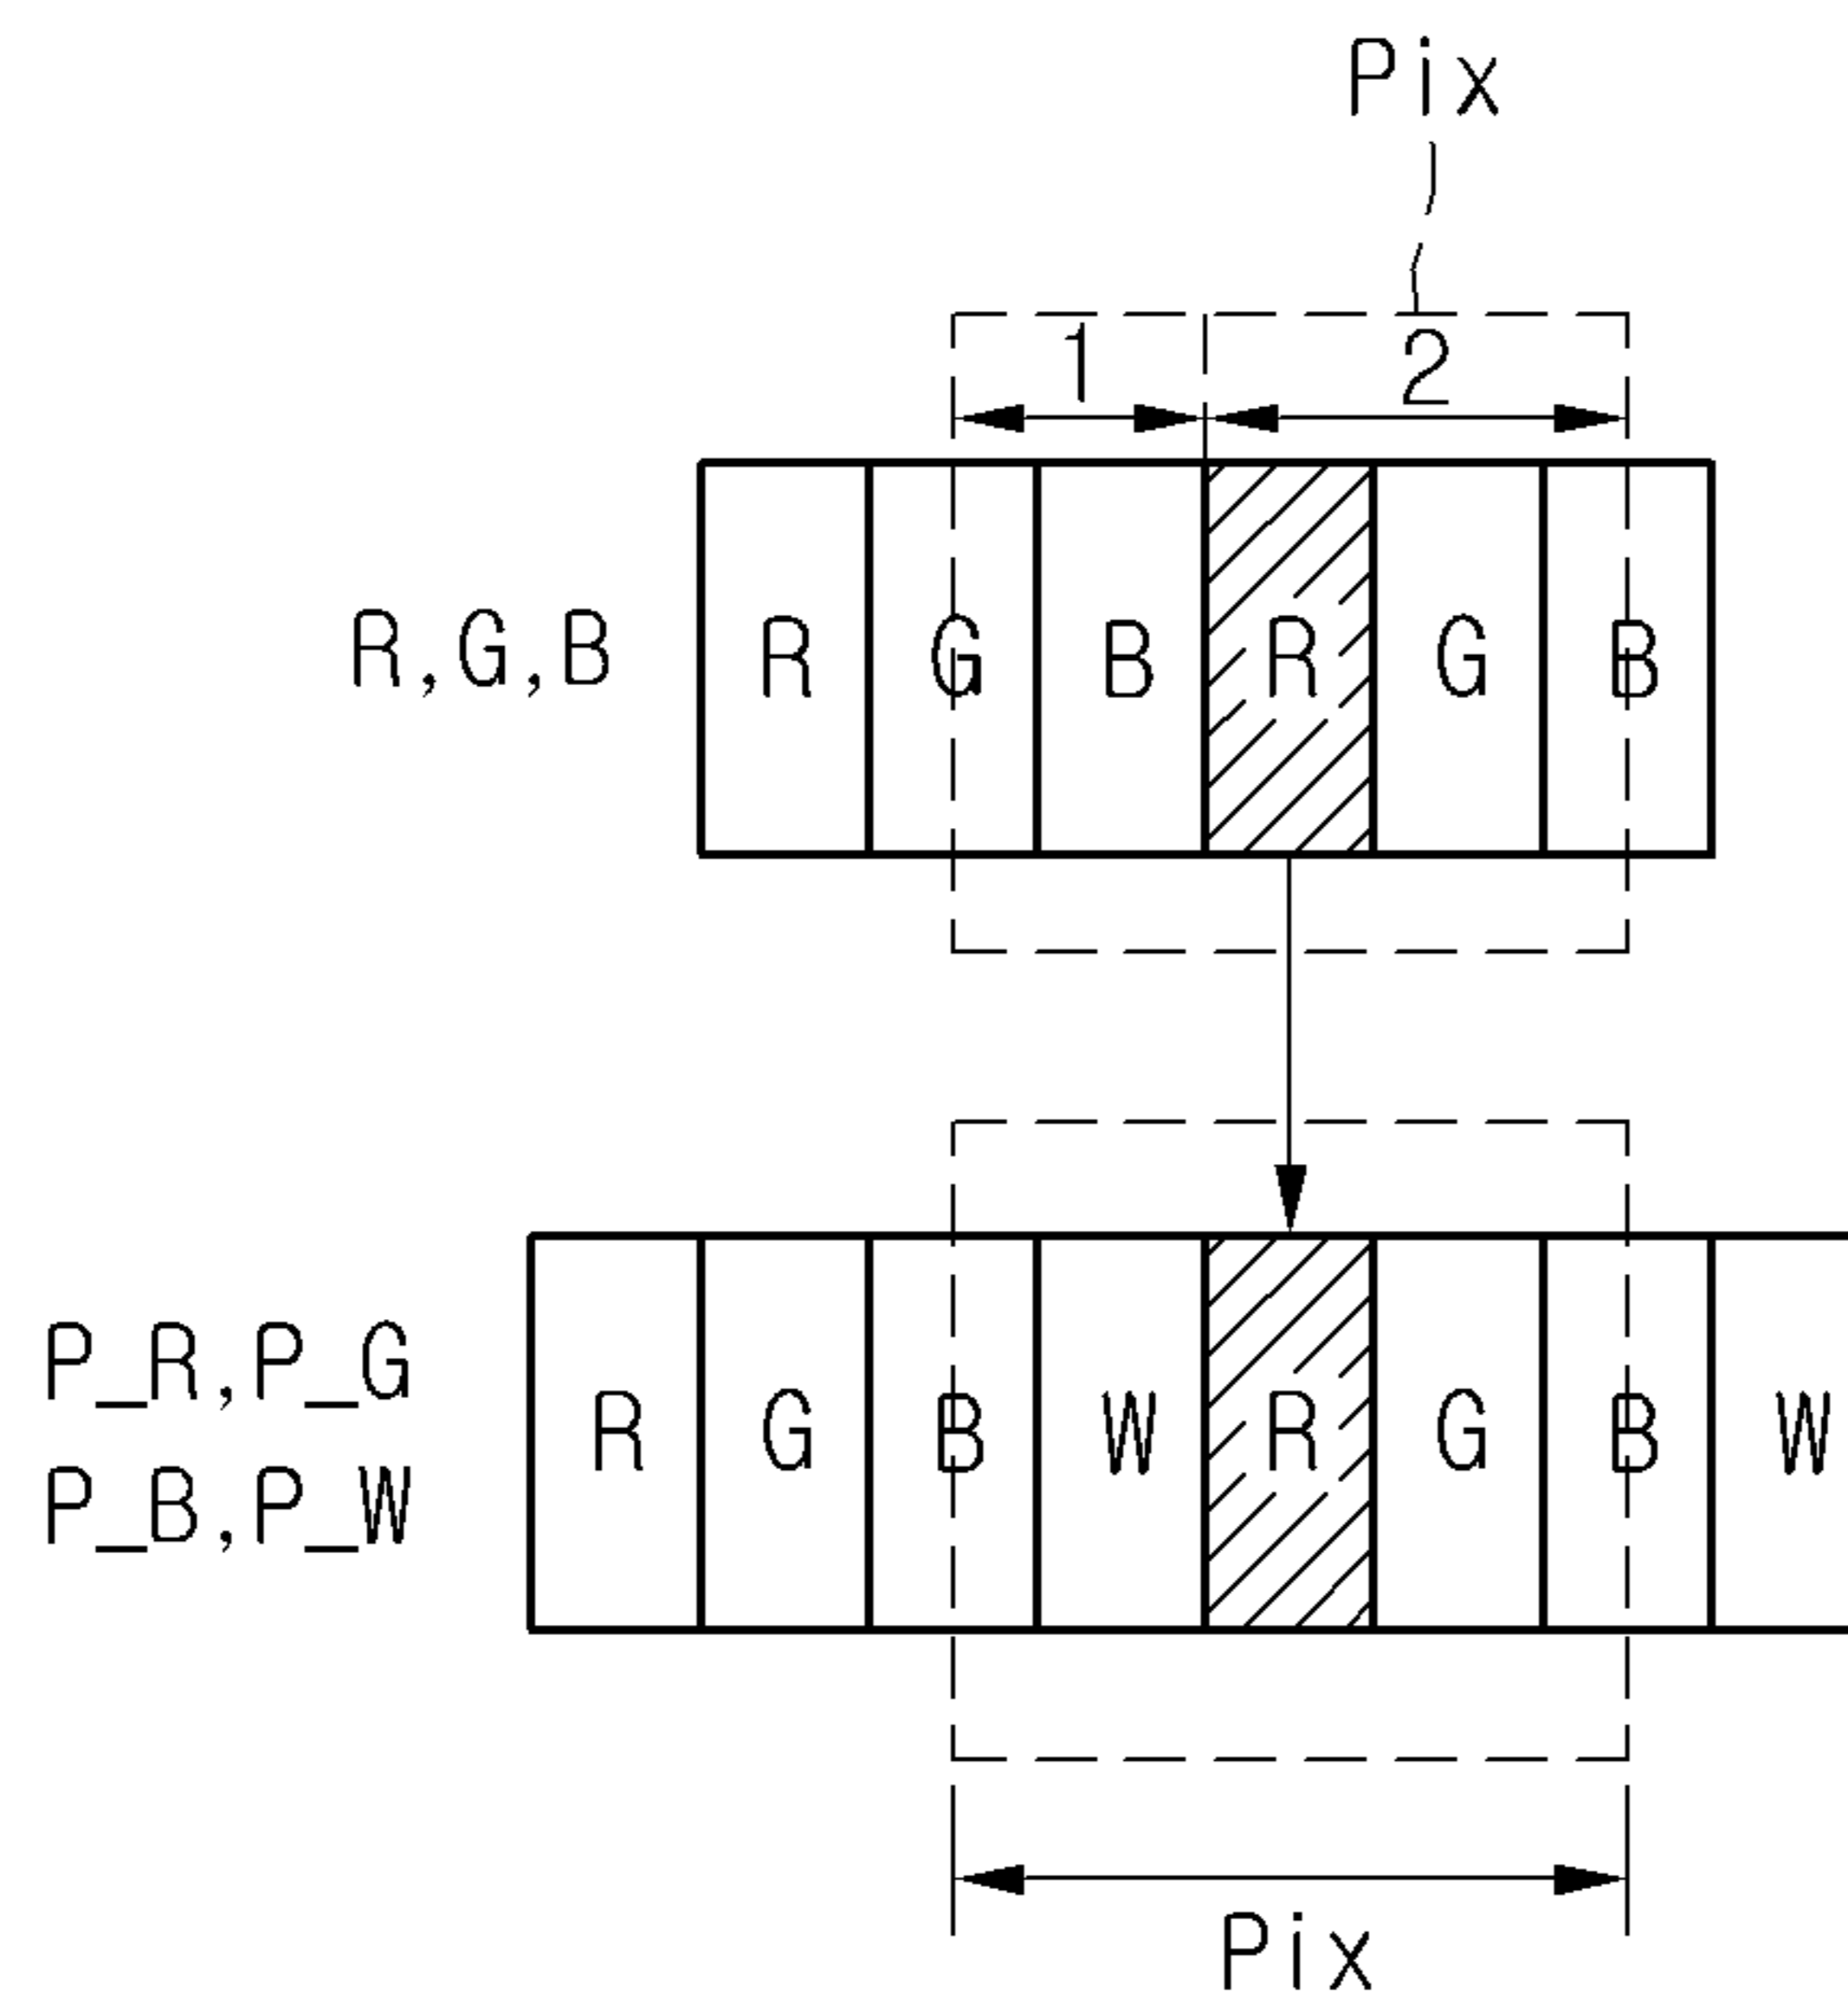 Pix
1 2
R,G,B R G B R G B
P_R,P_G
P_B,P_W
R G B W R G B W
Pix